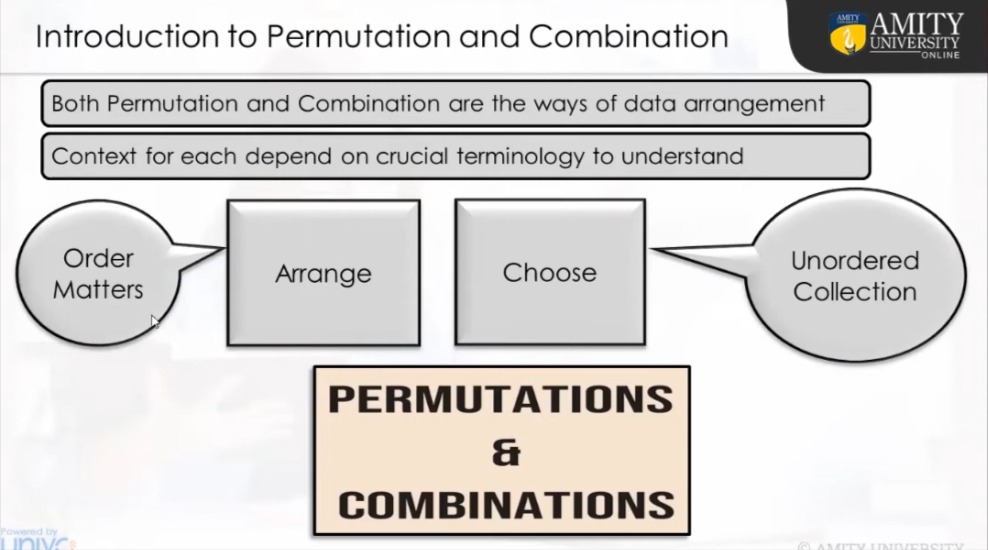 Introduction to Permutation and Combination
AMITY
AMITY
UNIVERSITY
ONLINE
Both Permutation and Combination are the ways of data arrangement
Context for each depend on crucial terminology to understand
Order
Matters
Arrange
Choose
Unordered
Collection
PERMUTATIONS
&
COMBINATIONS
Powered by
© AMITY UNIVERSITY